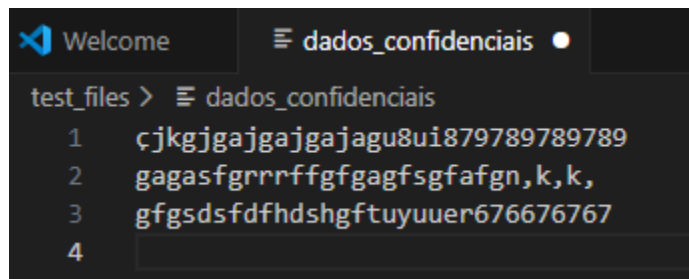 Welcome dados_confidenciais
test_files > dados_confidenciais
1 çjkgjgajgajgajagu8ui879789789789
2 gagasfgrrrffgfgagfsgfafgn,k,k,
3 gfgsdsfdfhdshgftuyuuer676676767
4